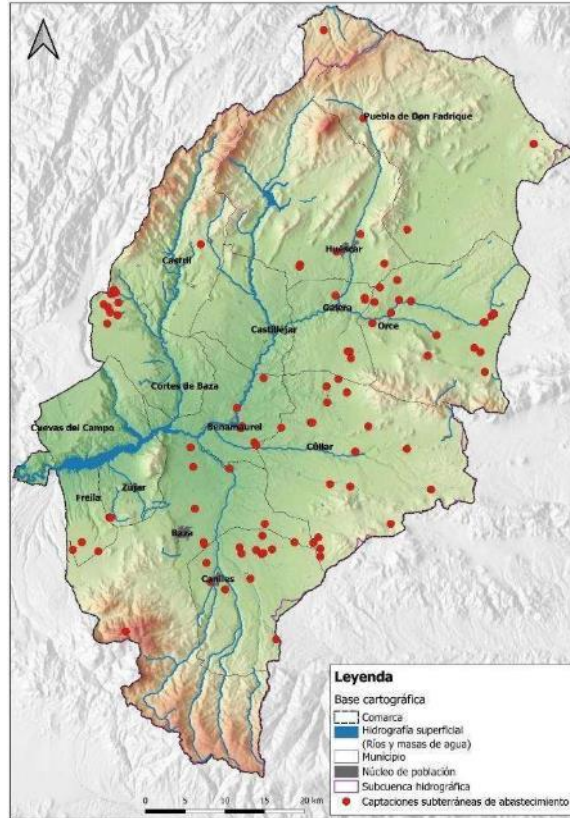 Puebla de Don Fadrique
Huéscar
Castril
Galera
Orce
Castilléjar
Cortes de Baza
Cuevas del Campo
Benamaurel
Cúllar
Zújar
Freila
Baza
Caniles
Leyenda
Base cartográfica
Comarca
Hidrografía superficial
(Ríos y masas de agua)
Municipio
Núcleo de población
Subcuenca hidrográfica
Captaciones subterráneas de abastecimiento
0 5 10 15 20 km